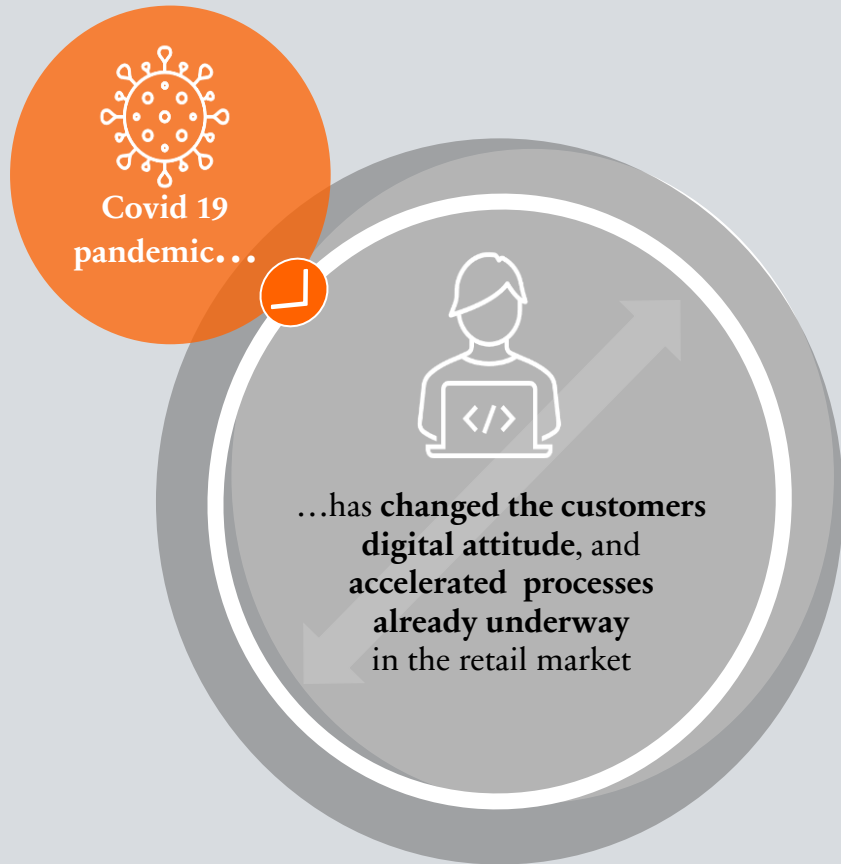 Covid 19
pandemic...
</>
…has changed the customers
digital attitude, and
accelerated processes
already underway
in the retail market